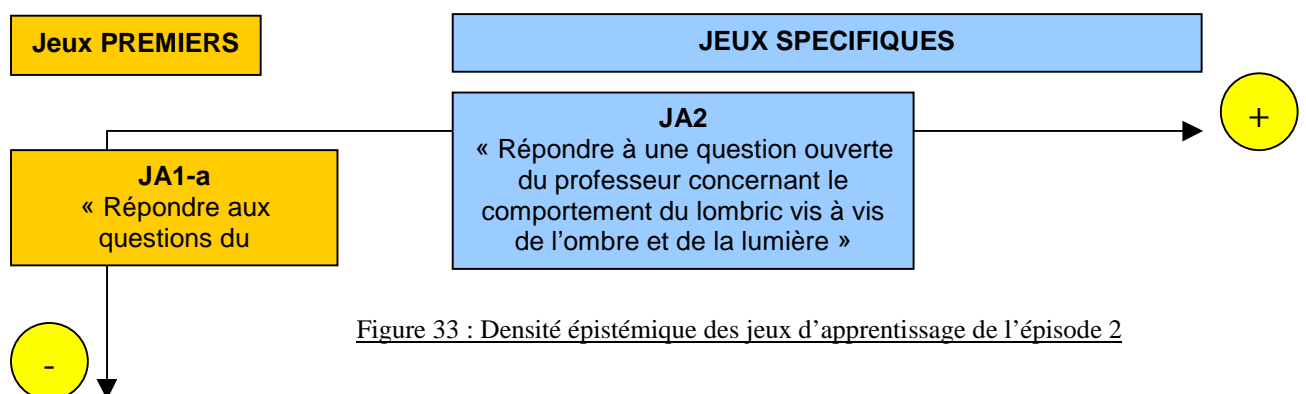 Jeux PREMIERS
JEUX SPECIFIQUES
JA2
« Répondre à une question ouverte
du professeur concernant le
comportement du lombric vis à vis
de l’ombre et de la lumière »
+
JA1-a
« Répondre aux
questions du
Figure 33 : Densité épistémique des jeux d’apprentissage de l’épisode 2
-